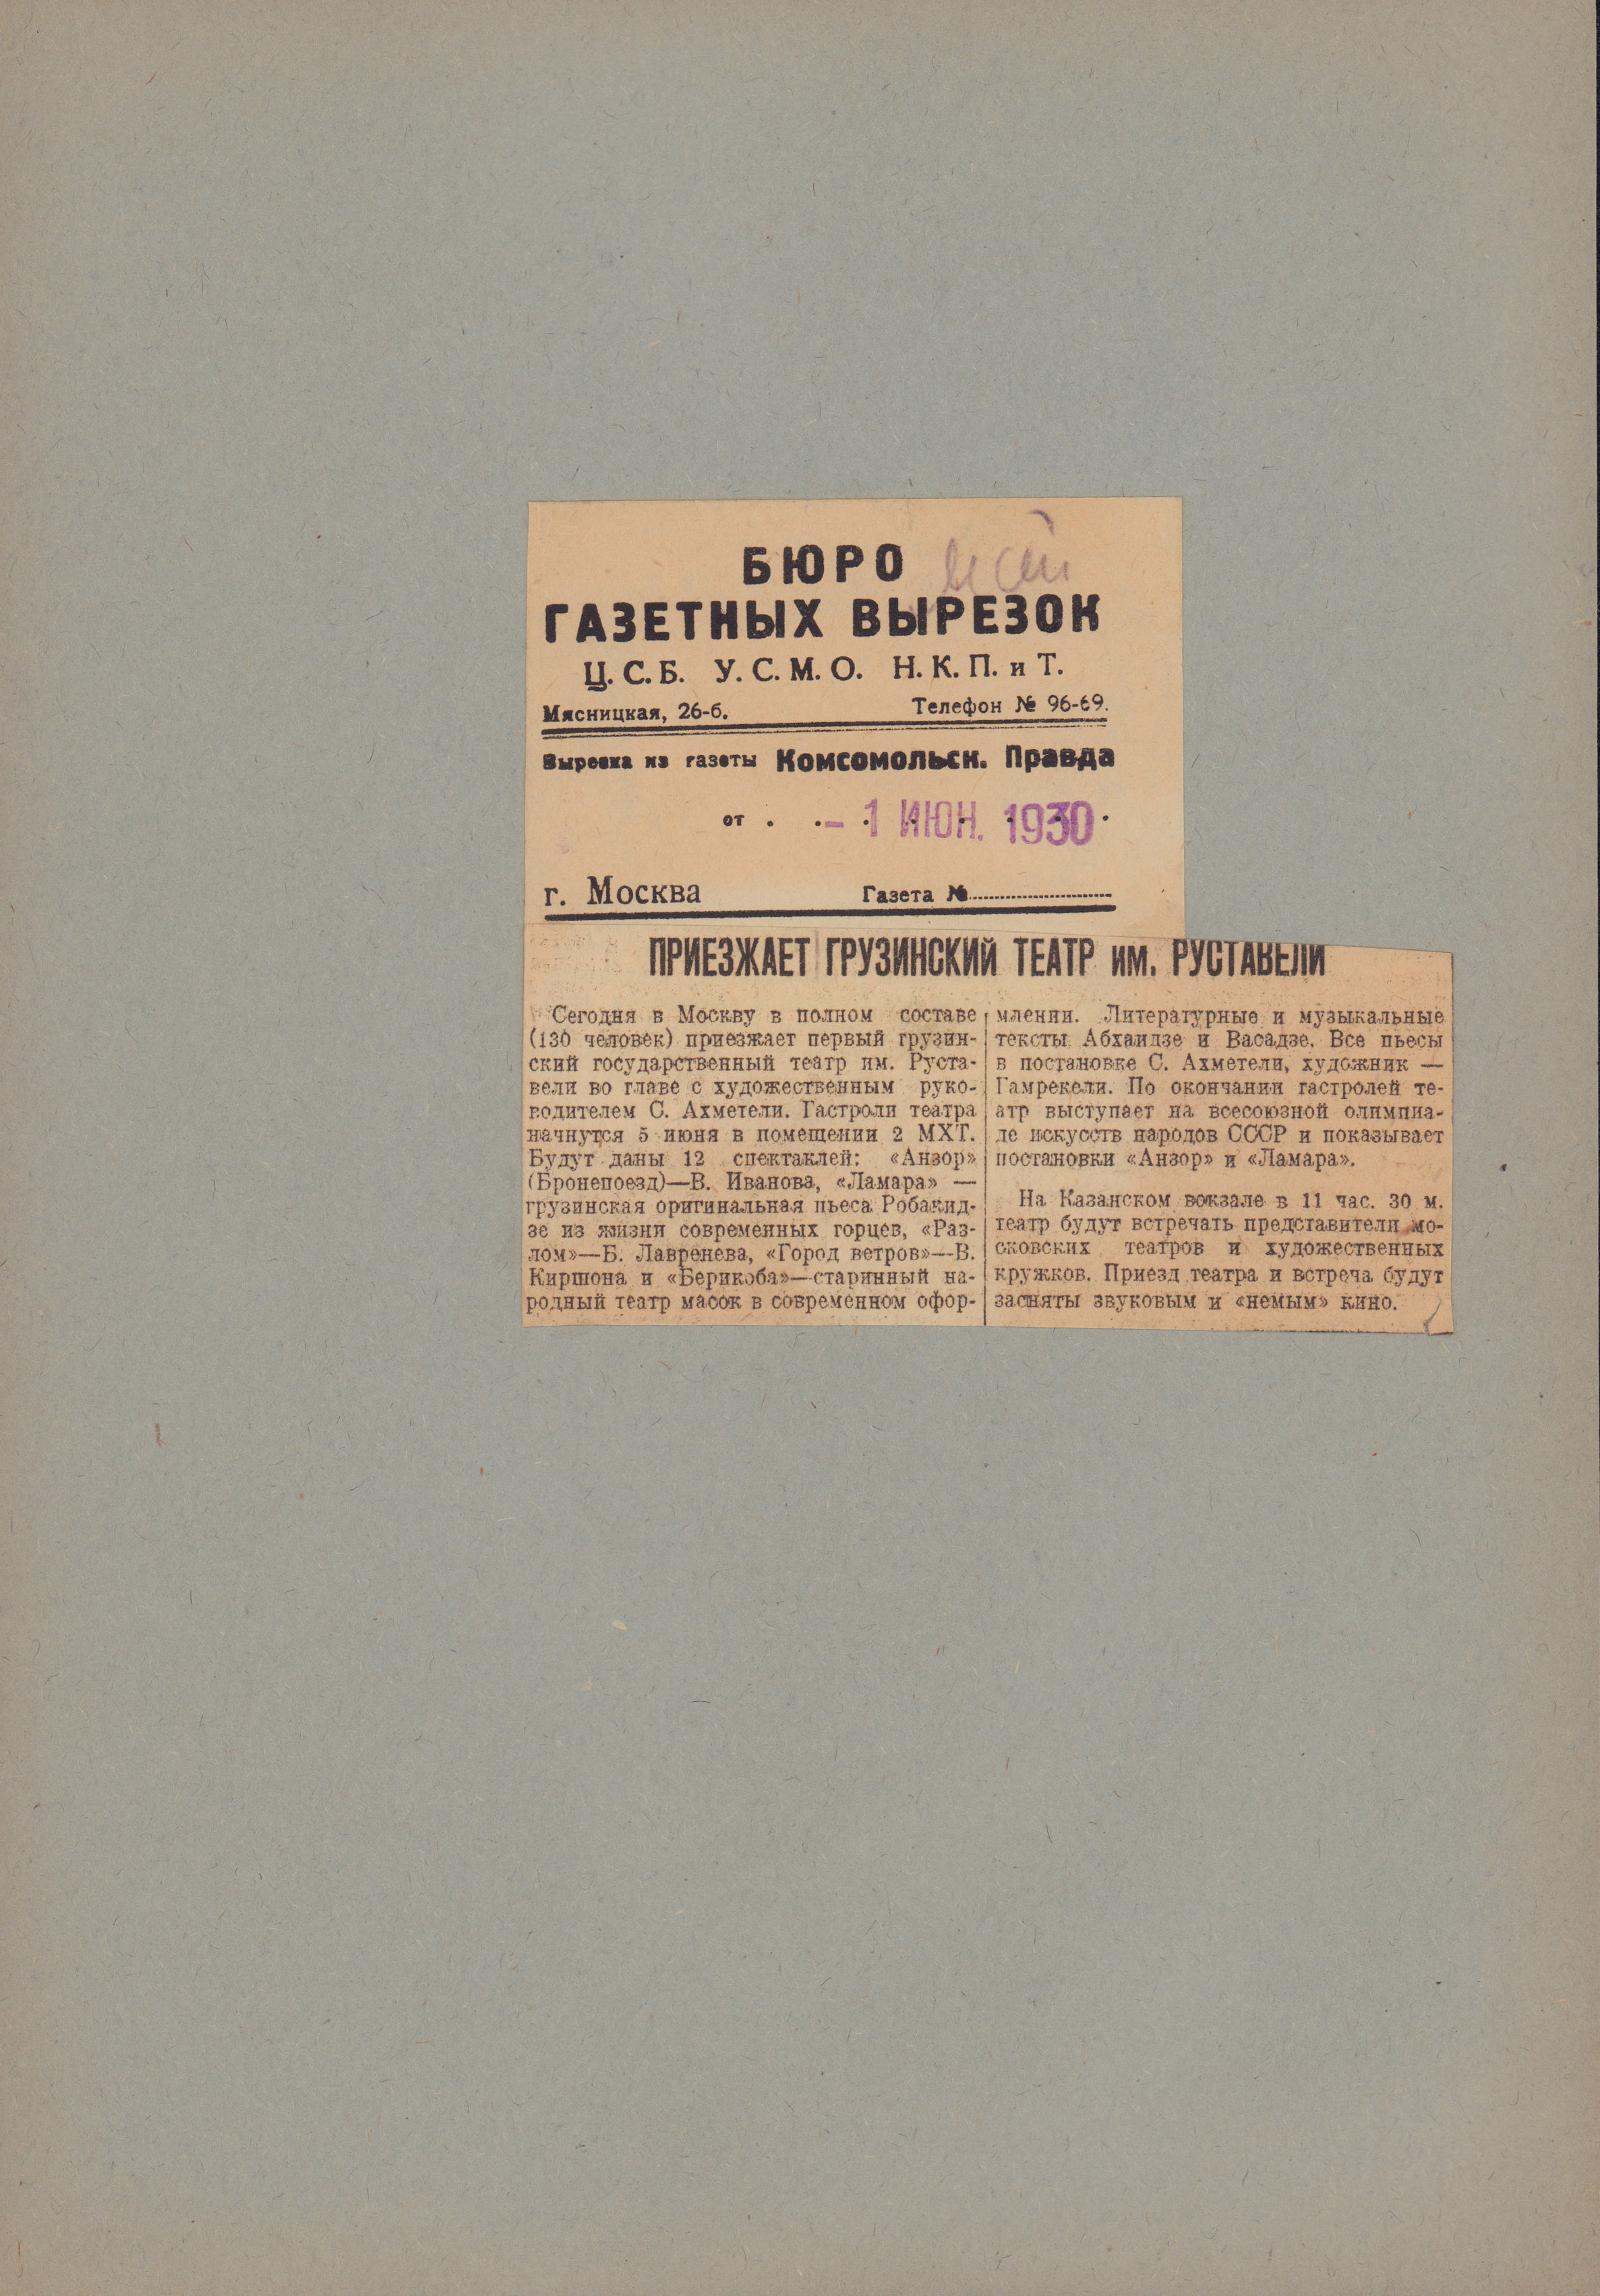 БЮРО
ГАЗЕТНЫХ ВЫРЕЗОК
Ц. С. Б. У. С. М. О. Н. К. П. и Т.
Мясницкая, 26-б. Телефон № 96-69.
Вырезка из газеты Комсомольск. Правда
от . . - 1 ИЮН. 1930 .
г. Москва Газета №
ПРИЕЗЖАЕТ ГРУЗИНСКИЙ ТЕАТР им. РУСТАВЕЛИ
Сегодня в Москву в полном составе
(130 человек) приезжает первый грузин-
ский государственный театр им. Руста-
вели во главе с художественным руко-
водителем С. Ахметели. Гастроли театра
начнутся 5 июня в помещении 2 МХТ.
Будут даны 12 спектаклей: «Анзор»
(Бронепоезд)—В. Иванова, «Ламара» —
грузинская оригинальная пьеса Робакид-
зе из жизни современных горцев, «Раз-
лом»—Б. Лавренева, «Город ветров»—В.
Киршона и «Берикоба»—старинный на-
родный театр масок в современном офор-
млении. Литературные и музыкальные
тексты Абхаидзе и Васадзе. Все пьесы
в постановке С. Ахметели, художник —
Гамрекели. По окончании гастролей те-
атр выступает на всесоюзной олимпиа-
де искусств народов СССР и показывает
постановки «Анзор» и «Ламара».
На Казанском вокзале в 11 час. 30 м.
театр будут встречать представители мо-
сковских театров и художественных
кружков. Приезд театра и встреча будут
засняты звуковым и «немым» кино.